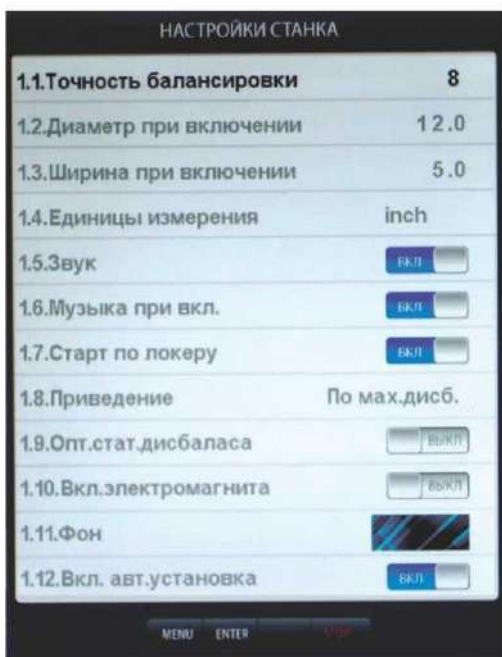 НАСТРОЙКИ СТАНКА
1.1.Точность балансировки 8
1.2.Диаметр при включении 12.0
1.3.Ширина при включении 5.0
1.4.Единицы измерения inch
1.5.Звук ВКЛ
1.6.Музыка при вкл. ВКЛ
1.7.Старт по локеру ВКЛ
1.8.Приведение По мах.дисб.
1.9.Опт.стат.дисбаласа ВЫКЛ
1.10.Вкл.электромагнита ВЫКЛ
1.11.Фон
1.12.Вкл. авт.установка ВКЛ
MENU ENTER STOP